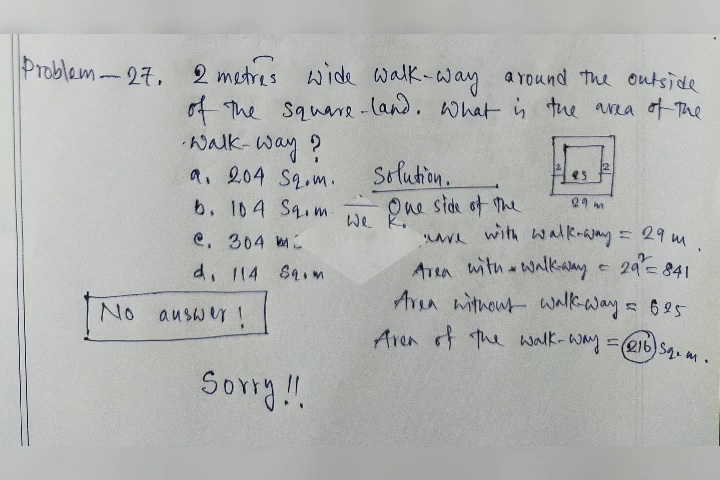 Problem-27. 2 metres wide walk-way around the outside
of the square-land. What is the area of the
walk-way?
a. 204 Sq.m.
b. 104 Sq.m
c. 304 m
d. 114 Sq.m
No answer!
Sorry!!
Solution.
One side of the
We K.
with walk-way = 29 m.
Area with walk-way = 29² = 841
Area without walk-way = 625
Area of the walk-way = 216 Sq.m.
2 25 2
29 m